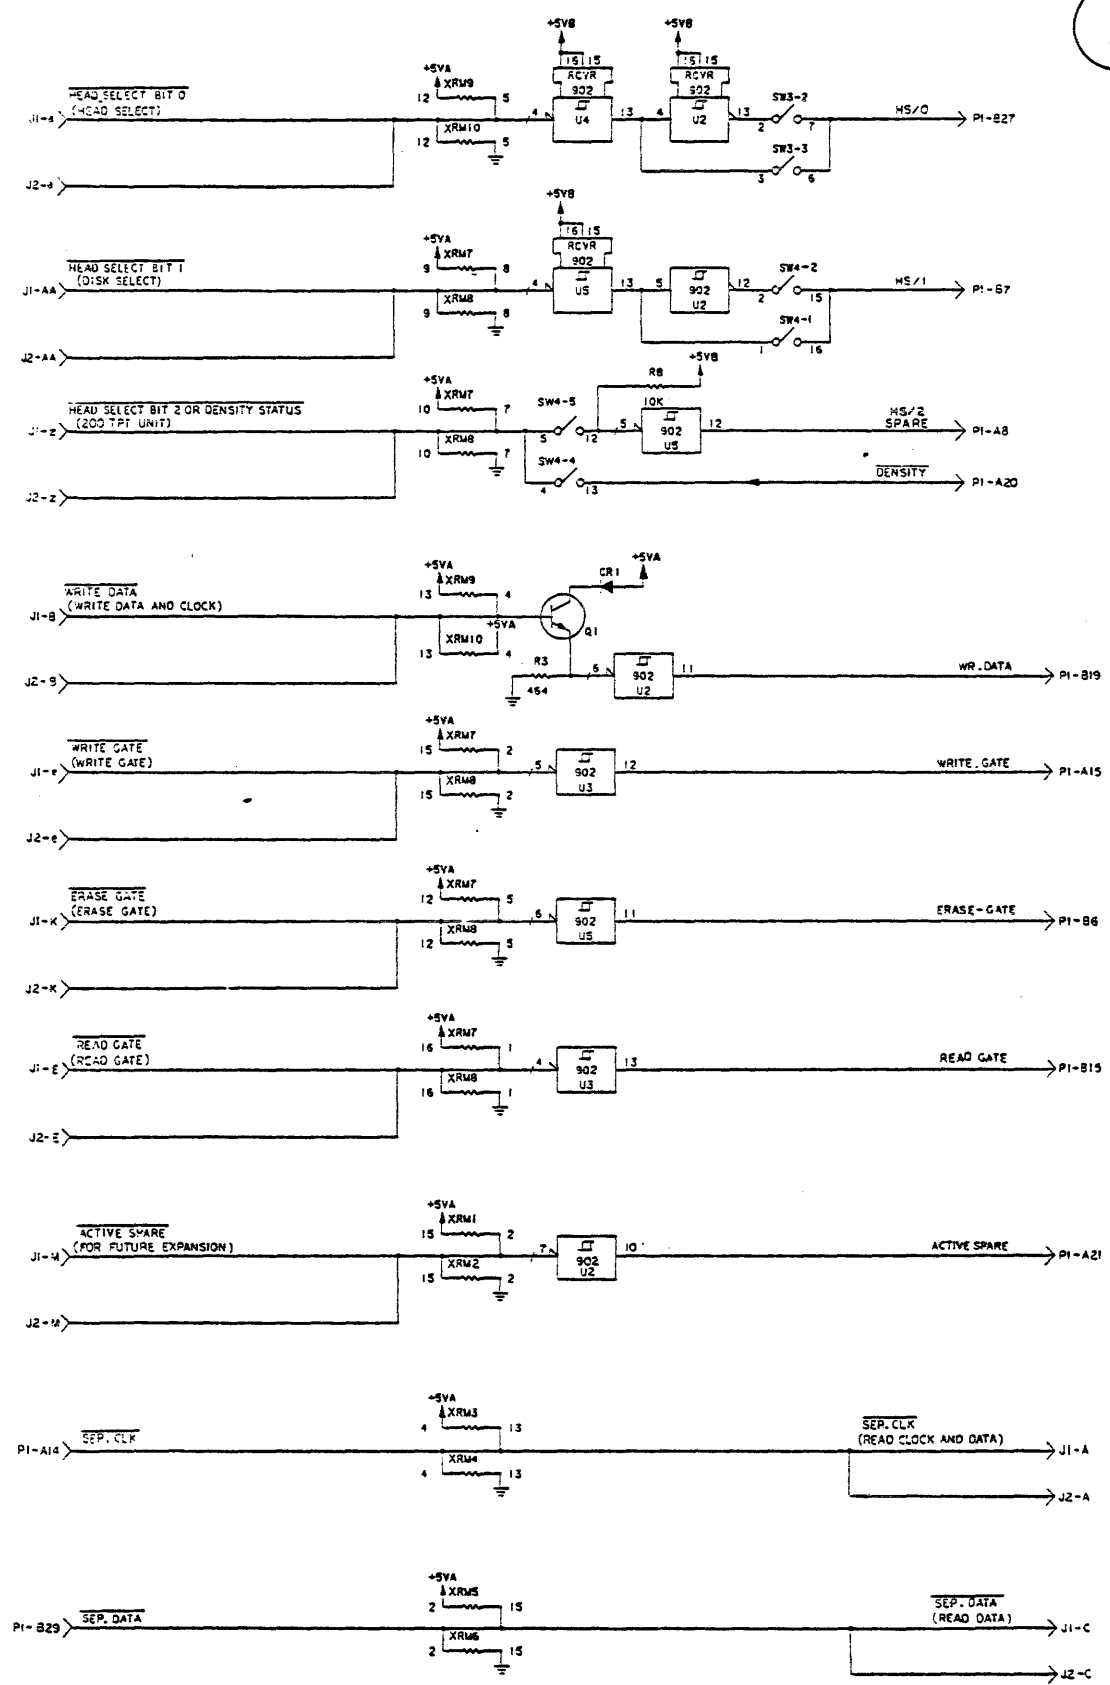 +5VB +5VB
16 15 16 15
+5VA RCVR RCVR
HEAD SELECT BIT 0 XRM9 902 902
(HEAD SELECT) 12 5 SW3-2
J1-a 4 U4 13 4 U2 13 2 7 HS/0 P1-B27
XRM10
12 5 SW3-3
J2-a 3 6
+5VB
16 15
+5VA RCVR
HEAD SELECT BIT 1 XRM7 902
(DISK SELECT) 9 8 SW4-2
J1-AA 4 U5 13 5 902 U2 12 2 15 HS/1 P1-B7
XRM8
9 8 SW4-1
J2-AA 1 16
+5VB
+5VA R8
HEAD SELECT BIT 2 OR DENSITY STATUS XRM7
(200 TPI UNIT) 10 7 SW4-5 10K HS/2
J1-z 5 12 5 902 12 SPARE P1-A8
XRM8 U5
10 7 SW4-4 DENSITY
J2-z 4 13 P1-A20
+5VA +5VA
WRITE DATA XRM9 CR1
(WRITE DATA AND CLOCK) 13 4
J1-B +5VA Q1
XRM10
13 4 R3 6 902 11 WR.DATA P1-B19
J2-B 464 U2
+5VA
WRITE GATE XRM7
(WRITE GATE) 15 2
J1-e 5 902 12 WRITE.GATE P1-A15
XRM8 U3
15 2
J2-e
+5VA
ERASE GATE XRM7
(ERASE GATE) 12 5
J1-K 6 902 11 ERASE-GATE P1-B6
XRM8 U5
12 5
J2-K
+5VA
READ GATE XRM7
(READ GATE) 16 1
J1-E 4 902 13 READ GATE P1-B15
XRM8 U3
16 1
J2-E
+5VA
ACTIVE SPARE XRM1
(FOR FUTURE EXPANSION) 15 2
J1-M 7 902 10 ACTIVE SPARE P1-A21
XRM2 U2
15 2
J2-M
+5VA
XRM3
4 13 SEP.CLK
P1-A14 SEP.CLK (READ CLOCK AND DATA) J1-A
XRM4
4 13 J2-A
+5VA
XRM5
2 15 SEP.DATA
P1-B29 SEP.DATA (READ DATA) J1-C
XRM6
2 15 J2-C